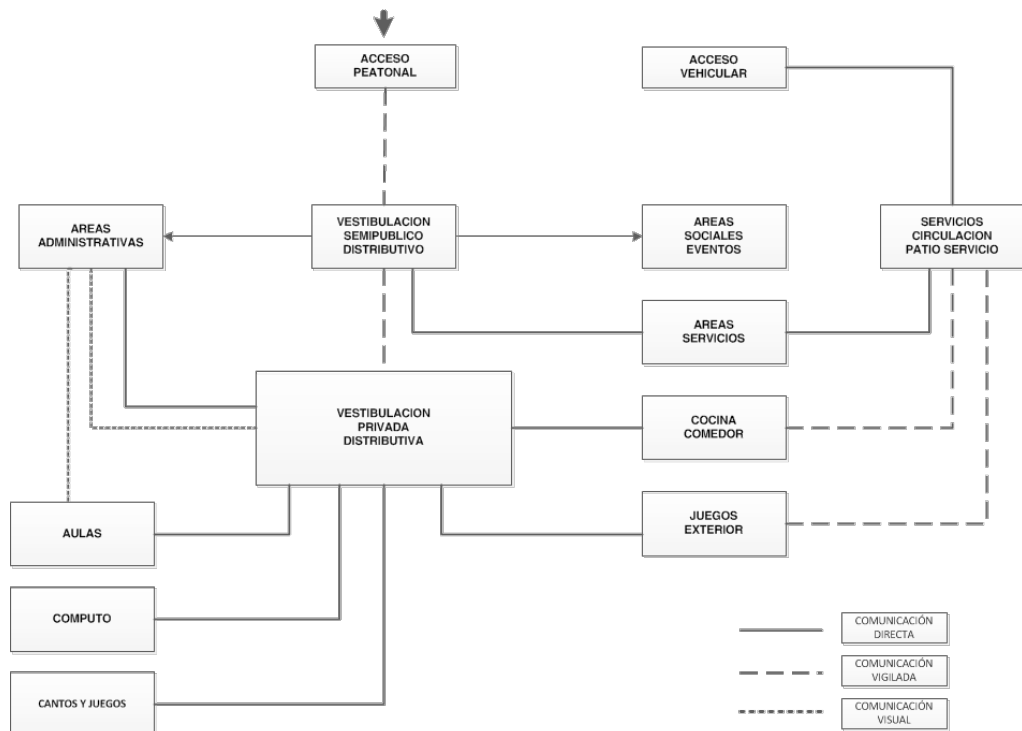 ACCESO
PEATONAL
ACCESO
VEHICULAR
AREAS
ADMINISTRATIVAS
VESTIBULACION
SEMIPUBLICO
DISTRIBUTIVO
AREAS
SOCIALES
EVENTOS
SERVICIOS
CIRCULACION
PATIO SERVICIO
AREAS
SERVICIOS
VESTIBULACION
PRIVADA
DISTRIBUTIVA
COCINA
COMEDOR
AULAS
JUEGOS
EXTERIOR
COMPUTO
CANTOS Y JUEGOS
COMUNICACIÓN
DIRECTA
COMUNICACIÓN
VIGILADA
COMUNICACIÓN
VISUAL